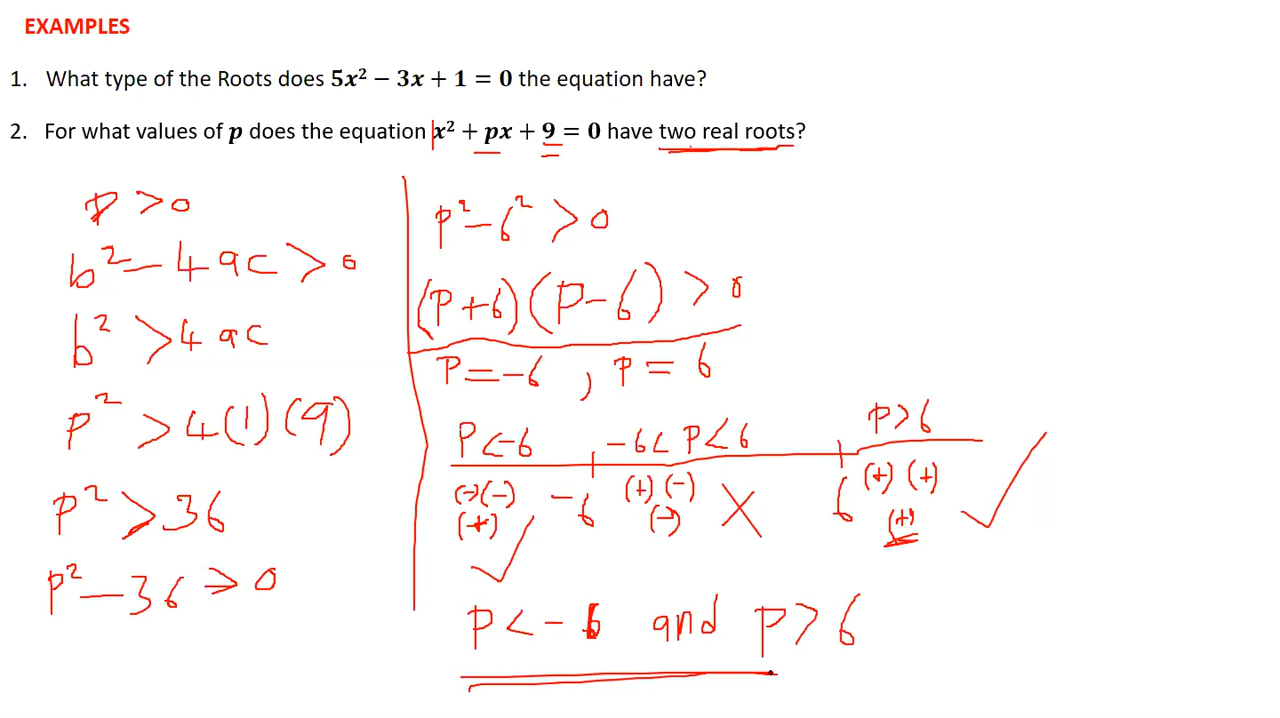 EXAMPLES
1. What type of the Roots does 5x² − 3x + 1 = 0 the equation have?
2. For what values of p does the equation x² + px + 9 = 0 have two real roots?
P > 0
b² − 4ac > 0
b² > 4ac
p² > 4(1)(9)
p² > 36
p² − 36 > 0
p² − 6² > 0
(P+6)(P−6) > 0
P = −6 , P = 6
P < −6 −6 < P < 6 P > 6
(−)(−) −6 (+)(−) 6 (+)(+)
(+) (−) (+)
p < −6 and p > 6